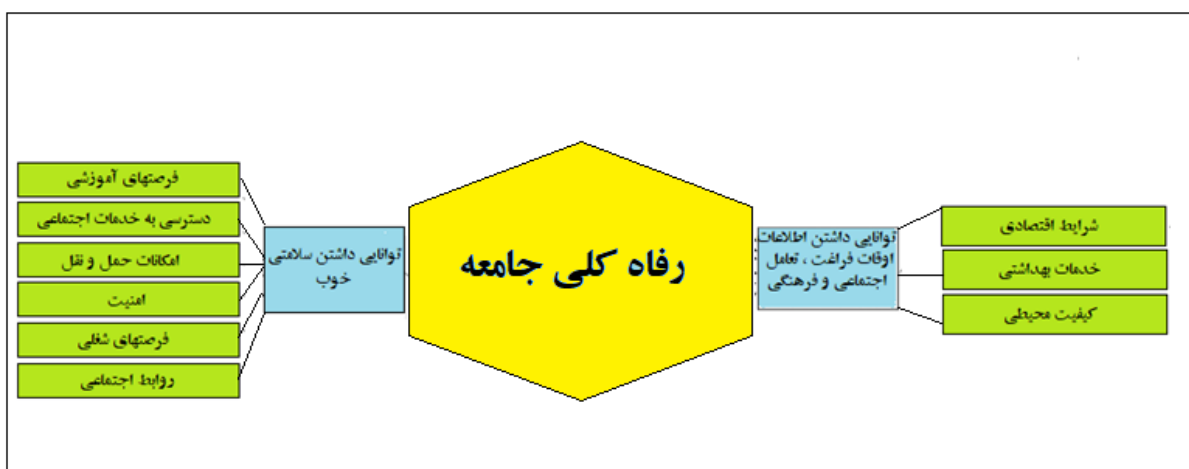 رفاه کلی جامعه
توانایی داشتن اطلاعات
اوقات فراغت ، تعامل
اجتماعی و فرهنگی
شرایط اقتصادی
خدمات بهداشتی
کیفیت محیطی
توانایی داشتن سلامتی
خوب
فرصتهای آموزشی
دسترسی به خدمات اجتماعی
امکانات حمل و نقل
امنیت
فرصتهای شغلی
روابط اجتماعی